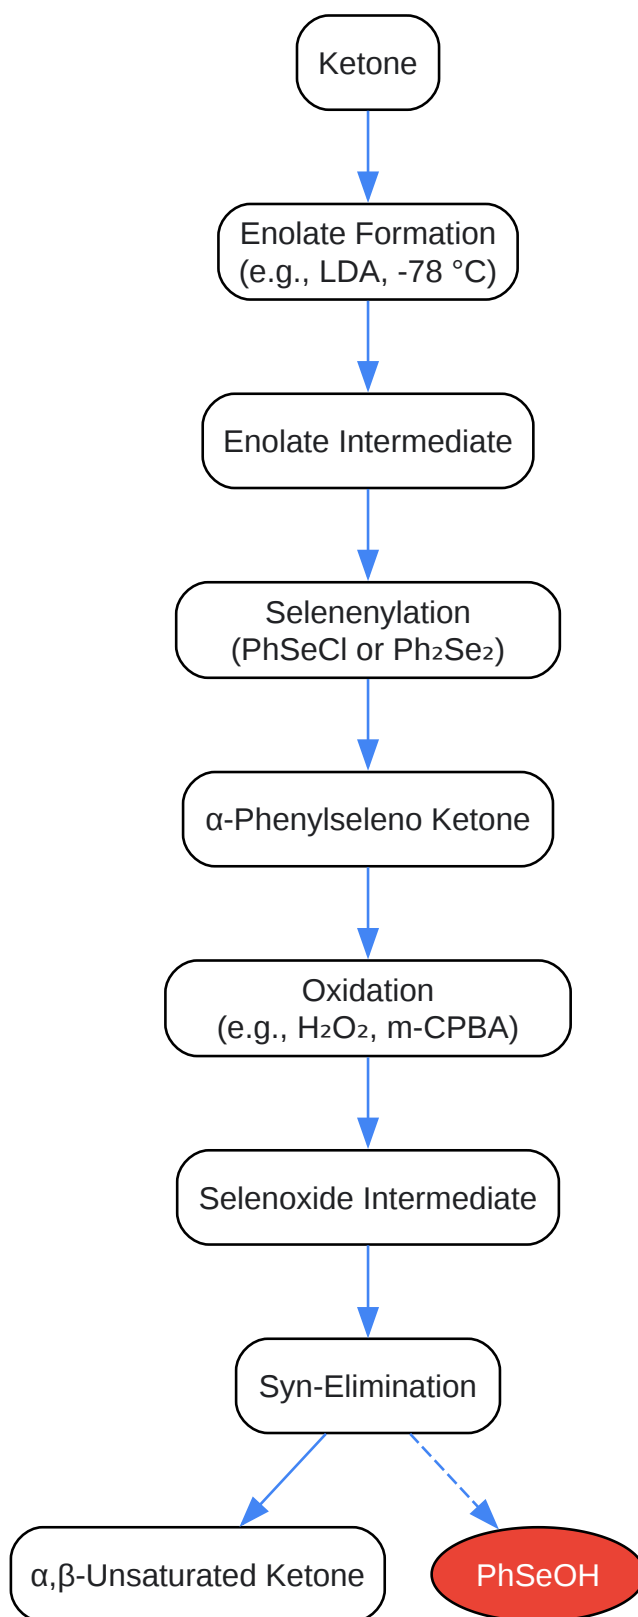 Ketone
Enolate Formation
(e.g., LDA, -78 °C)
Enolate Intermediate
Selenenylation
(PhSeCl or Ph₂Se₂)
α-Phenylseleno Ketone
Oxidation
(e.g., H₂O₂, m-CPBA)
Selenoxide Intermediate
Syn-Elimination
α,β-Unsaturated Ketone
PhSeOH